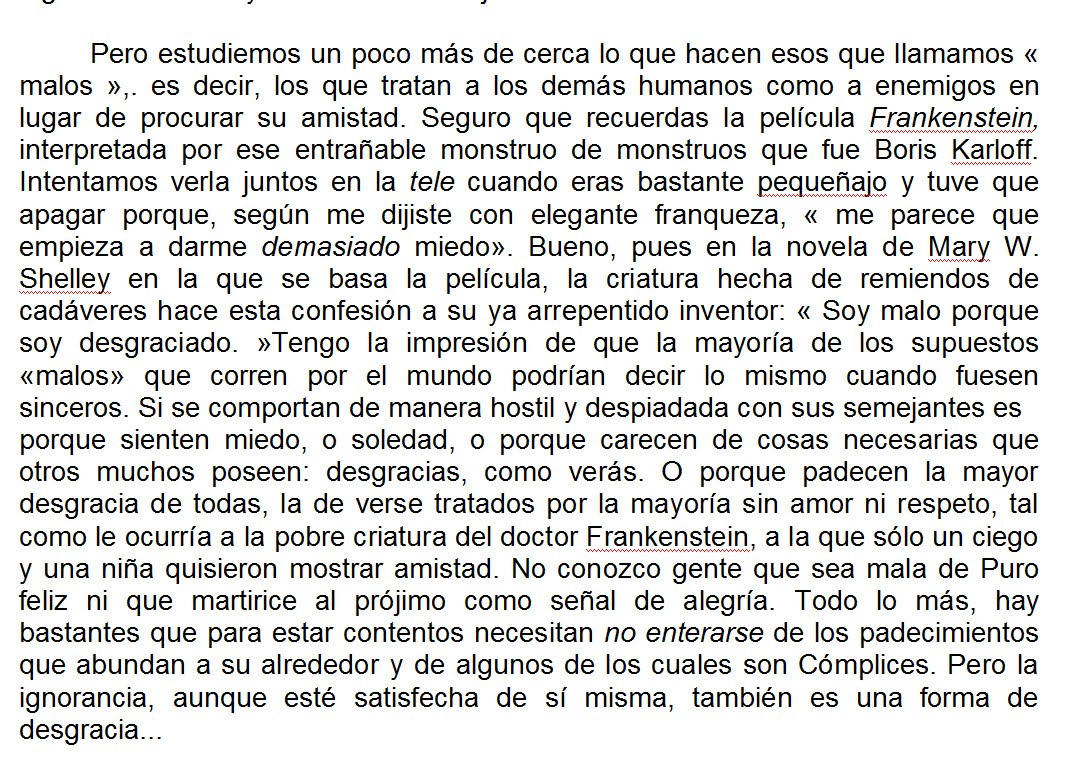 Pero estudiemos un poco más de cerca lo que hacen esos que llamamos «
malos »,. es decir, los que tratan a los demás humanos como a enemigos en
lugar de procurar su amistad. Seguro que recuerdas la película Frankenstein,
interpretada por ese entrañable monstruo de monstruos que fue Boris Karloff.
Intentamos verla juntos en la tele cuando eras bastante pequeñajo y tuve que
apagar porque, según me dijiste con elegante franqueza, « me parece que
empieza a darme demasiado miedo». Bueno, pues en la novela de Mary W.
Shelley en la que se basa la película, la criatura hecha de remiendos de
cadáveres hace esta confesión a su ya arrepentido inventor: « Soy malo porque
soy desgraciado. »Tengo la impresión de que la mayoría de los supuestos
«malos» que corren por el mundo podrían decir lo mismo cuando fuesen
sinceros. Si se comportan de manera hostil y despiadada con sus semejantes es
porque sienten miedo, o soledad, o porque carecen de cosas necesarias que
otros muchos poseen: desgracias, como verás. O porque padecen la mayor
desgracia de todas, la de verse tratados por la mayoría sin amor ni respeto, tal
como le ocurría a la pobre criatura del doctor Frankenstein, a la que sólo un ciego
y una niña quisieron mostrar amistad. No conozco gente que sea mala de Puro
feliz ni que martirice al prójimo como señal de alegría. Todo lo más, hay
bastantes que para estar contentos necesitan no enterarse de los padecimientos
que abundan a su alrededor y de algunos de los cuales son Cómplices. Pero la
ignorancia, aunque esté satisfecha de sí misma, también es una forma de
desgracia...